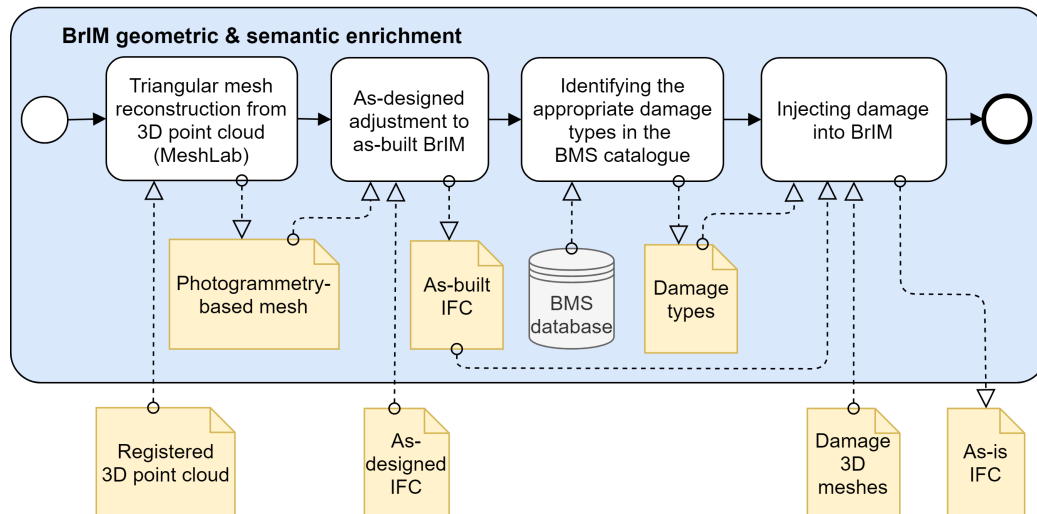 BrIM geometric & semantic enrichment
Triangular mesh
reconstruction from
3D point cloud
(MeshLab)
As-designed
adjustment to
as-built BrIM
Identifying the
appropriate damage
types in the
BMS catalogue
Injecting damage
into BrIM
Photogrammetry-
based mesh
As-built
IFC
BMS
database
Damage
types
Registered
3D point cloud
As-
designed
IFC
Damage
3D
meshes
As-is
IFC